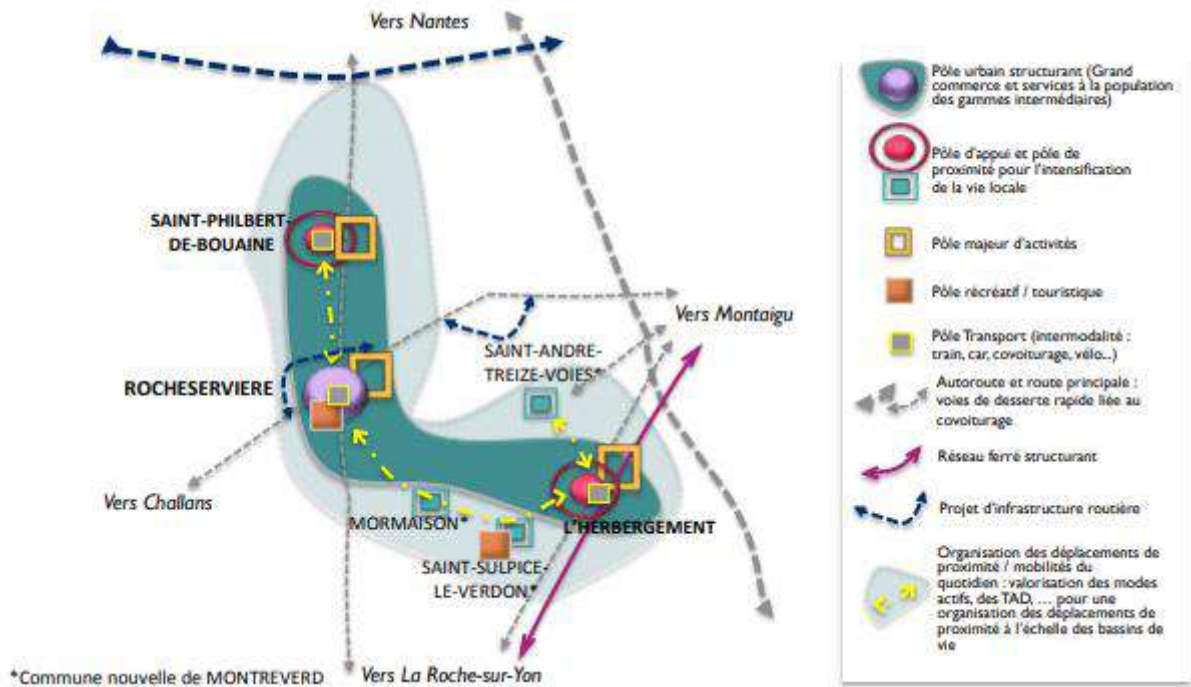 Vers Nantes
SAINT-PHILBERT-
DE-BOUAINE
Vers Montaigu
SAINT-ANDRE-
TREIZE-VOIES*
ROCHESERVIERE
Vers Challans
MORMAISON*
L'HERBERGEMENT
SAINT-SULPICE-
LE-VERDON*
*Commune nouvelle de MONTREVERD
Vers La Roche-sur-Yon
Pôle urbain structurant (Grand
commerce et services à la population
des gammes intermédiaires)
Pôle d'appui et pôle de
proximité pour l'intensification
de la vie locale
Pôle majeur d'activités
Pôle récréatif / touristique
Pôle Transport (intermodalité :
train, car, covoiturage, vélo...)
Autoroute et route principale :
voies de desserte rapide liée au
covoiturage
Réseau ferré structurant
Projet d'infrastructure routière
Organisation des déplacements de
proximité / mobilités du
quotidien : valorisation des modes
actifs, des TAD, ... pour une
organisation des déplacements de
proximité à l'échelle des bassins de
vie